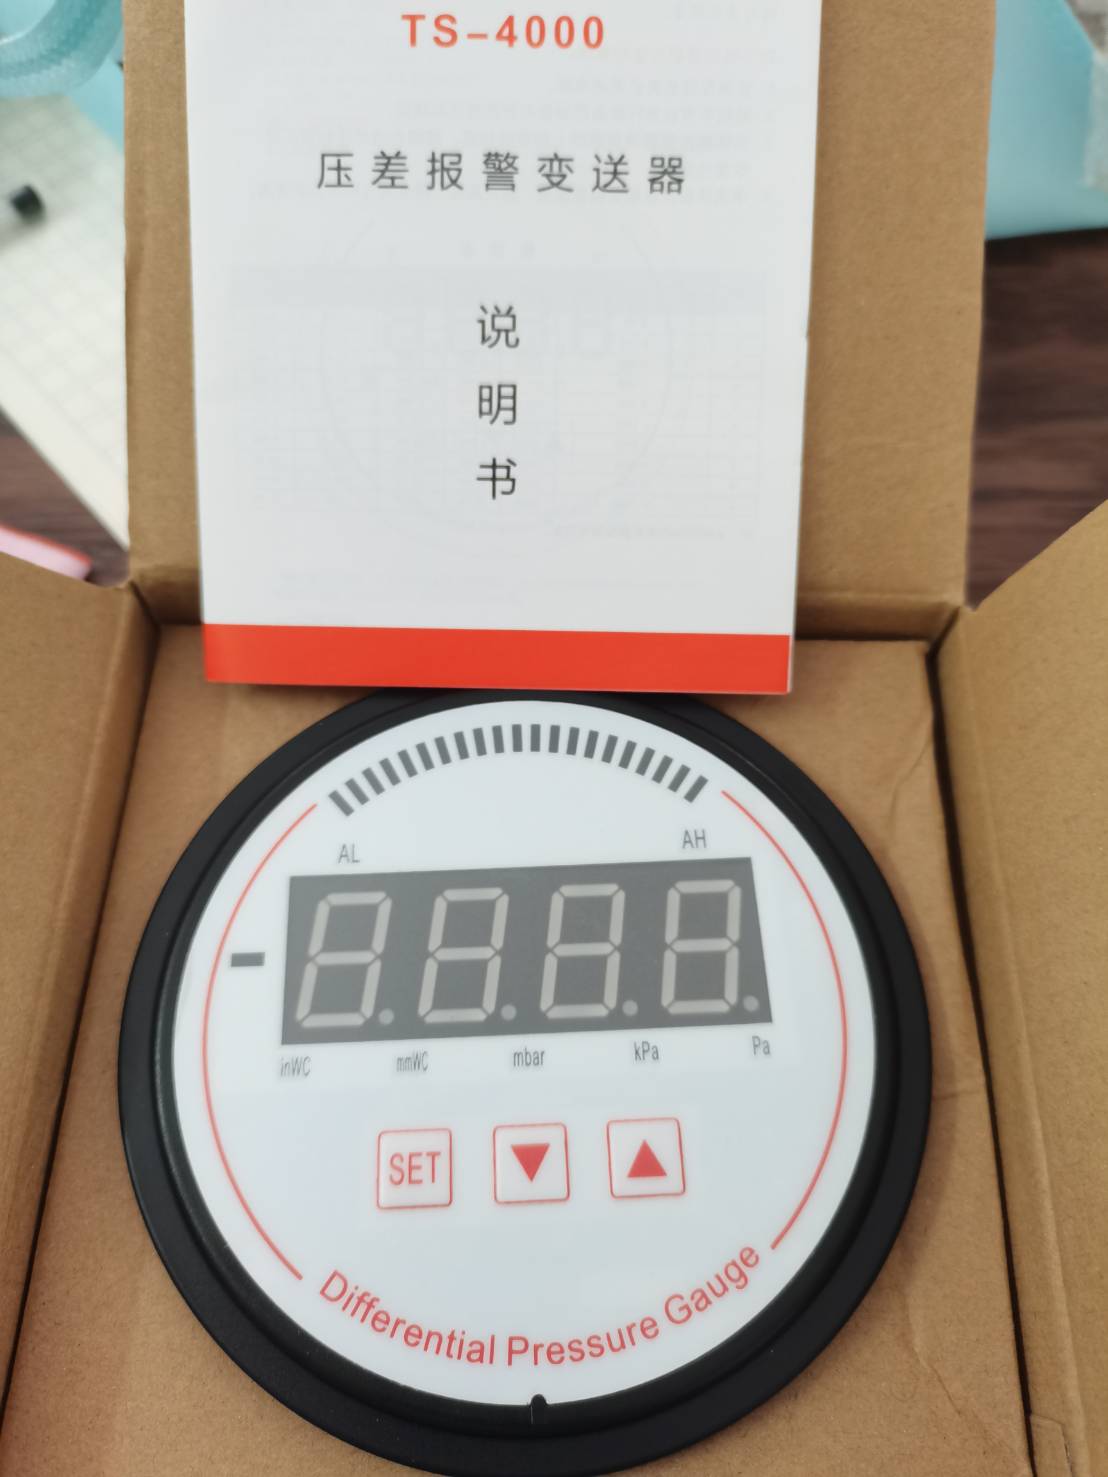 TS-4000
压差报警变送器
说
明
书
AL
AH
inWC
mmWC
mbar
kPa
Pa
SET
Differential Pressure Gauge